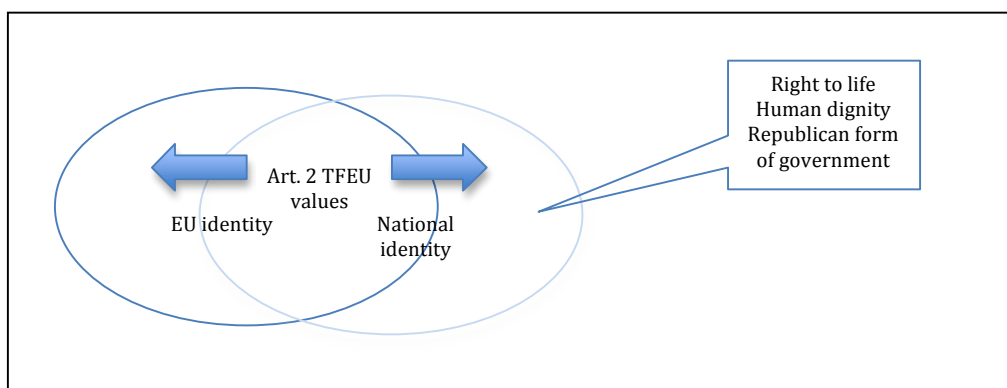 Art. 2 TFEU
values
EU identity
National
identity
Right to life
Human dignity
Republican form
of government